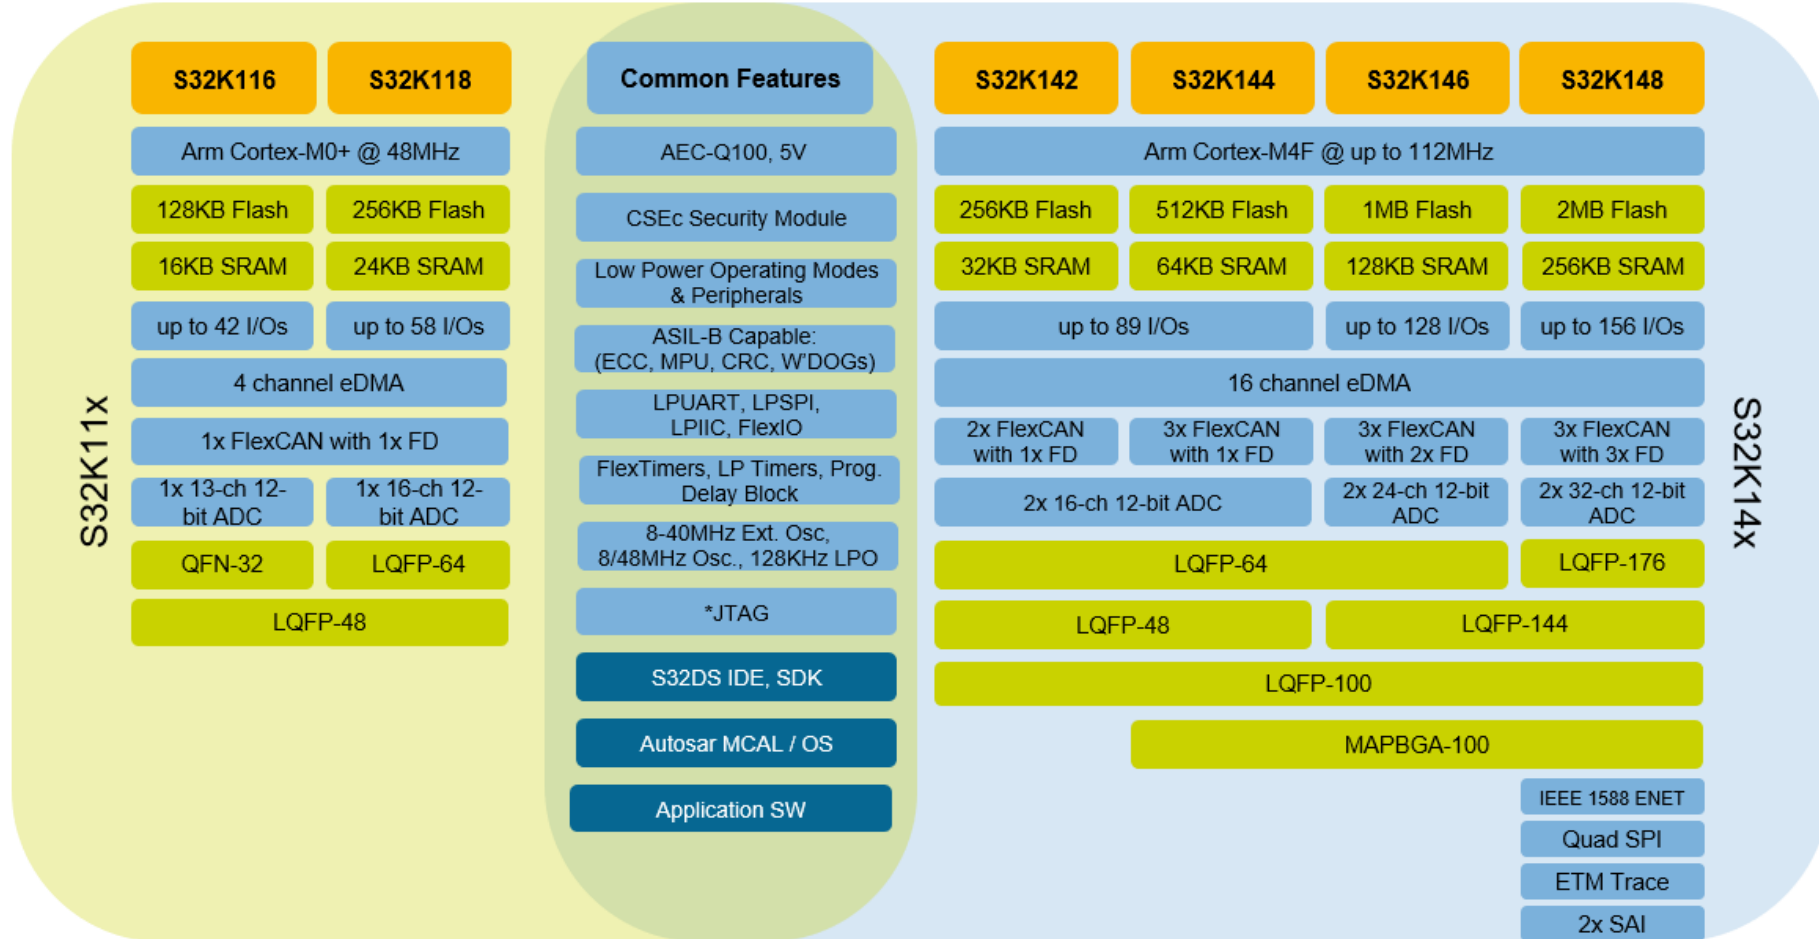 S32K116
S32K118
Common Features
S32K142
S32K144
S32K146
S32K148
Arm Cortex-M0+ @ 48MHz
AEC-Q100, 5V
Arm Cortex-M4F @ up to 112MHz
128KB Flash
256KB Flash
CSEc Security Module
256KB Flash
512KB Flash
1MB Flash
2MB Flash
16KB SRAM
24KB SRAM
Low Power Operating Modes
& Peripherals
32KB SRAM
64KB SRAM
128KB SRAM
256KB SRAM
up to 42 I/Os
up to 58 I/Os
ASIL-B Capable:
(ECC, MPU, CRC, W'DOGs)
up to 89 I/Os
up to 128 I/Os
up to 156 I/Os
4 channel eDMA
LPUART, LPSPI,
LPIIC, FlexIO
16 channel eDMA
1x FlexCAN with 1x FD
FlexTimers, LP Timers, Prog.
Delay Block
2x FlexCAN
with 1x FD
3x FlexCAN
with 1x FD
3x FlexCAN
with 2x FD
3x FlexCAN
with 3x FD
1x 13-ch 12-
bit ADC
1x 16-ch 12-
bit ADC
8-40MHz Ext. Osc,
8/48MHz Osc., 128KHz LPO
2x 16-ch 12-bit ADC
2x 24-ch 12-bit
ADC
2x 32-ch 12-bit
ADC
QFN-32
LQFP-64
*JTAG
LQFP-64
LQFP-176
LQFP-48
S32DS IDE, SDK
LQFP-48
LQFP-144
Autosar MCAL / OS
LQFP-100
Application SW
MAPBGA-100
IEEE 1588 ENET
Quad SPI
ETM Trace
2x SAI
S32K11x
S32K14x